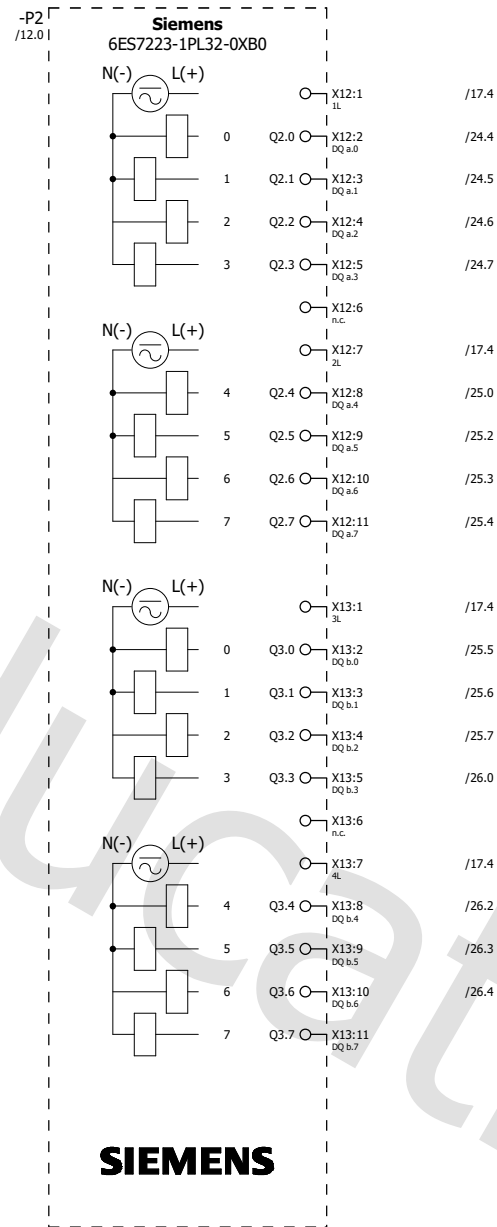 -P2
/12.0
Siemens
6ES7223-1PL32-0XB0
N(-) L(+)
X12:1 /17.4
1L
0 Q2.0 X12:2 /24.4
DQ a.0
1 Q2.1 X12:3 /24.5
DQ a.1
2 Q2.2 X12:4 /24.6
DQ a.2
3 Q2.3 X12:5 /24.7
DQ a.3
X12:6
n.c.
N(-) L(+)
X12:7 /17.4
2L
4 Q2.4 X12:8 /25.0
DQ a.4
5 Q2.5 X12:9 /25.2
DQ a.5
6 Q2.6 X12:10 /25.3
DQ a.6
7 Q2.7 X12:11 /25.4
DQ a.7
N(-) L(+)
X13:1 /17.4
3L
0 Q3.0 X13:2 /25.5
DQ b.0
1 Q3.1 X13:3 /25.6
DQ b.1
2 Q3.2 X13:4 /25.7
DQ b.2
3 Q3.3 X13:5 /26.0
DQ b.3
X13:6
n.c.
N(-) L(+)
X13:7 /17.4
4L
4 Q3.4 X13:8 /26.2
DQ b.4
5 Q3.5 X13:9 /26.3
DQ b.5
6 Q3.6 X13:10 /26.4
DQ b.6
7 Q3.7 X13:11
DQ b.7
SIEMENS